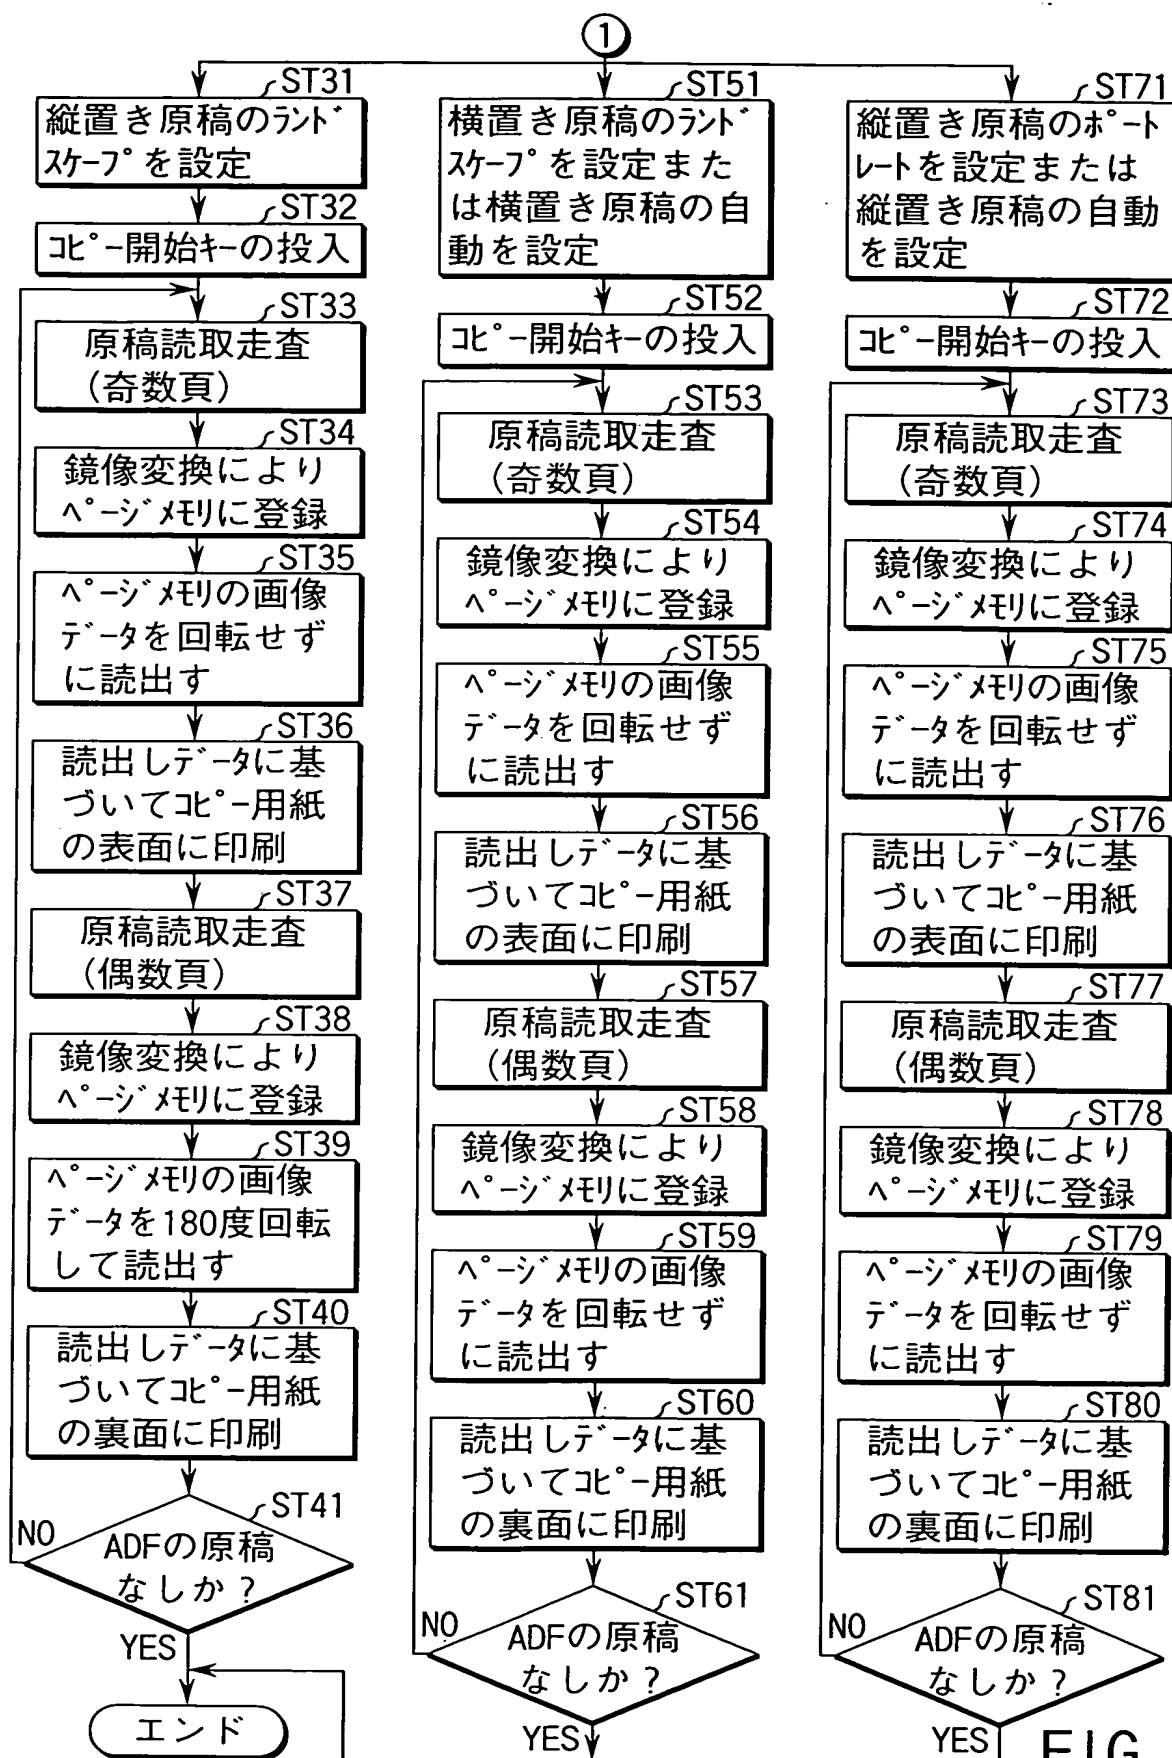 1
ST31
縦置き原稿のランド
スケープを設定
ST32
コピー開始キーの投入
ST33
原稿読取走査
(奇数頁)
ST34
鏡像変換により
ページメモリに登録
ST35
ページメモリの画像
データを回転せず
に読出す
ST36
読出しデータに基
づいてコピー用紙
の表面に印刷
ST37
原稿読取走査
(偶数頁)
ST38
鏡像変換により
ページメモリに登録
ST39
ページメモリの画像
データを180度回転
して読出す
ST40
読出しデータに基
づいてコピー用紙
の裏面に印刷
ST41
ADFの原稿
なしか?
NO
YES
エンド
ST51
横置き原稿のランド
スケープを設定また
は横置き原稿の自
動を設定
ST52
コピー開始キーの投入
ST53
原稿読取走査
(奇数頁)
ST54
鏡像変換により
ページメモリに登録
ST55
ページメモリの画像
データを回転せず
に読出す
ST56
読出しデータに基
づいてコピー用紙
の表面に印刷
ST57
原稿読取走査
(偶数頁)
ST58
鏡像変換により
ページメモリに登録
ST59
ページメモリの画像
データを回転せず
に読出す
ST60
読出しデータに基
づいてコピー用紙
の裏面に印刷
ST61
ADFの原稿
なしか?
NO
YES
ST71
縦置き原稿のポート
レートを設定または
縦置き原稿の自動
を設定
ST72
コピー開始キーの投入
ST73
原稿読取走査
(奇数頁)
ST74
鏡像変換により
ページメモリに登録
ST75
ページメモリの画像
データを回転せず
に読出す
ST76
読出しデータに基
づいてコピー用紙
の表面に印刷
ST77
原稿読取走査
(偶数頁)
ST78
鏡像変換により
ページメモリに登録
ST79
ページメモリの画像
データを回転せず
に読出す
ST80
読出しデータに基
づいてコピー用紙
の裏面に印刷
ST81
ADFの原稿
なしか?
NO
YES
FIG